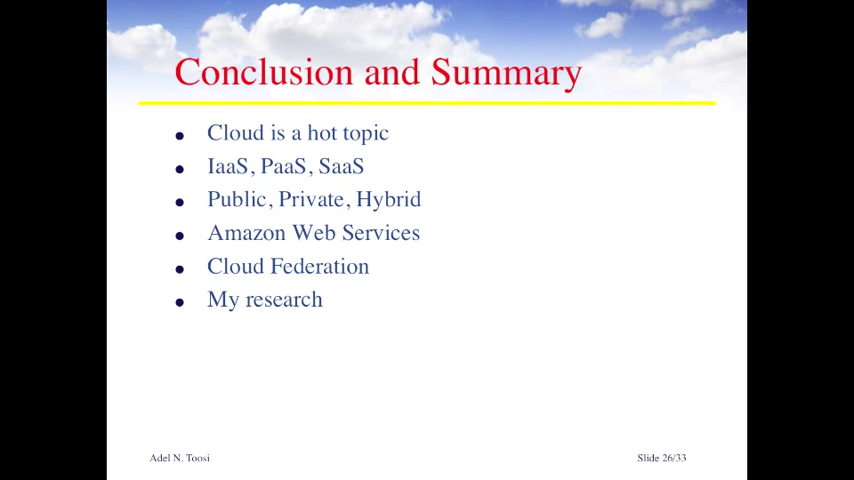 Conclusion and Summary
• Cloud is a hot topic
• IaaS, PaaS, SaaS
• Public, Private, Hybrid
• Amazon Web Services
• Cloud Federation
• My research
Adel N. Toosi
Slide 26/33